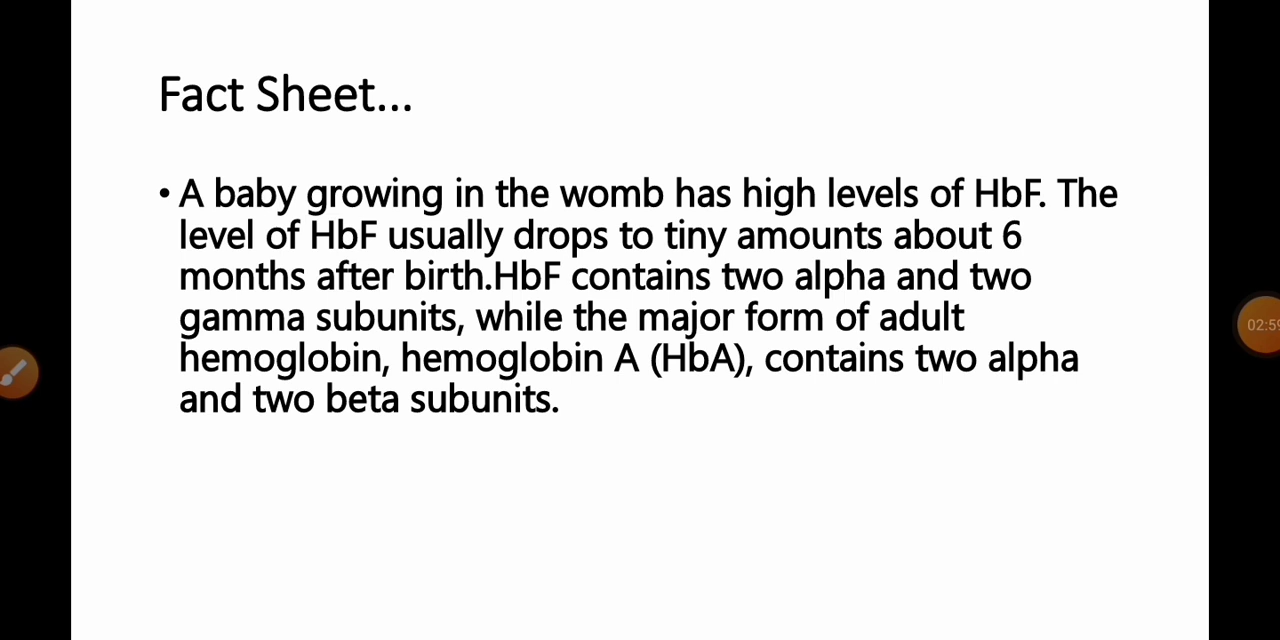 Fact Sheet...
• A baby growing in the womb has high levels of HbF. The
level of HbF usually drops to tiny amounts about 6
months after birth.HbF contains two alpha and two
gamma subunits, while the major form of adult
hemoglobin, hemoglobin A (HbA), contains two alpha
and two beta subunits.
02:59